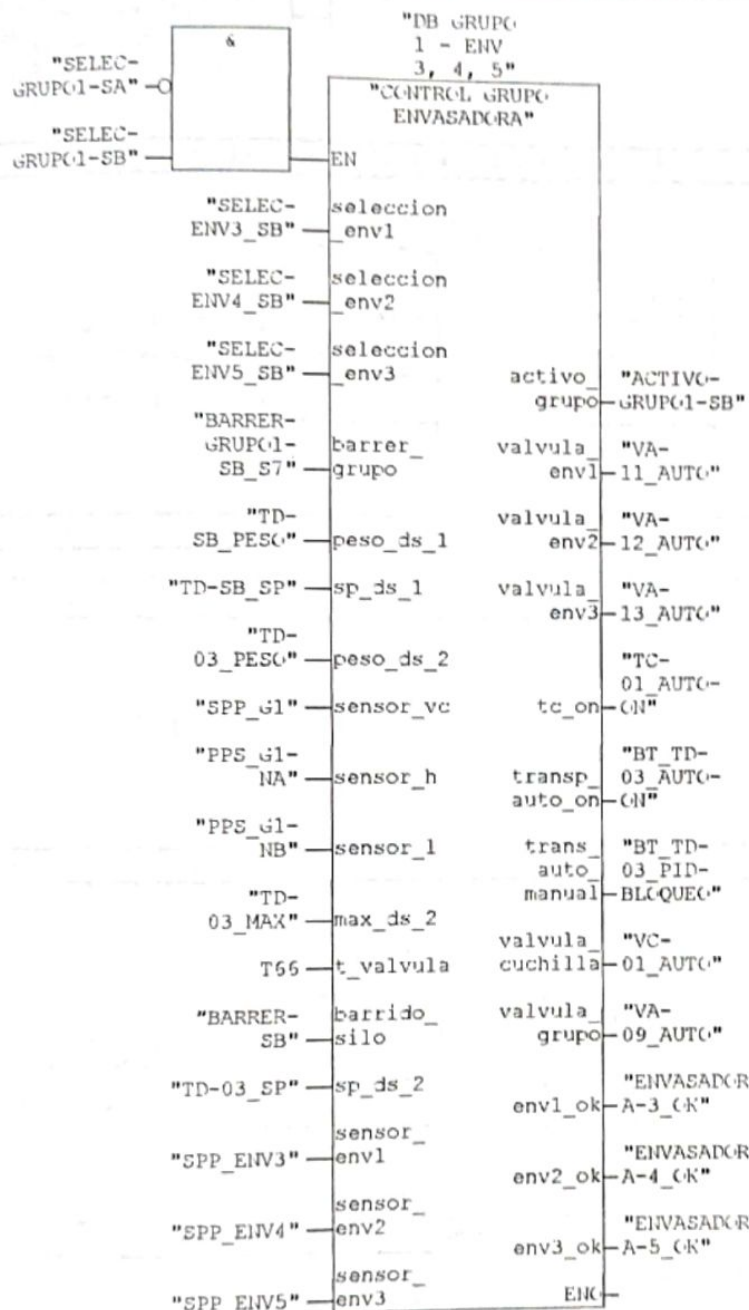 "DB GRUPO
1 - ENV
3, 4, 5"
&
"CONTROL GRUPO
ENVASADORA"
"SELEC-
GRUPO1-SA"
"SELEC-
GRUPO1-SB"
EN
"SELEC-
ENV3_SB"
seleccion
_env1
"SELEC-
ENV4_SB"
seleccion
_env2
"SELEC-
ENV5_SB"
seleccion
_env3
"BARRER-
GRUPO1-
SB_S7"
barrer_
grupo
"TD-
SB_PESO"
peso_ds_1
"TD-SB_SP"
sp_ds_1
"TD-
03_PESO"
peso_ds_2
"SPP_G1"
sensor_vc
"PPS_G1-
NA"
sensor_h
"PPS_G1-
NB"
sensor_l
"TD-
03_MAX"
max_ds_2
T66
t_valvula
"BARRER-
SB"
barrido_
silo
"TD-03_SP"
sp_ds_2
"SPP_ENV3"
sensor_
env1
"SPP_ENV4"
sensor_
env2
"SPP_ENV5"
sensor_
env3
activo_
grupo
"ACTIVO-
GRUPO1-SB"
valvula_
env1
"VA-
11_AUTO"
valvula_
env2
"VA-
12_AUTO"
valvula_
env3
"VA-
13_AUTO"
tc_on
"TC-
01_AUTO-
ON"
transp_
auto_on
"BT_TD-
03_AUTO-
ON"
trans_
auto_
manual
"BT_TD-
03_PID-
BLOQUEO"
valvula_
cuchilla
"VC-
01_AUTO"
valvula_
grupo
"VA-
09_AUTO"
env1_ok
"ENVASADOR
A-3_OK"
env2_ok
"ENVASADOR
A-4_OK"
env3_ok
"ENVASADOR
A-5_OK"
ENO